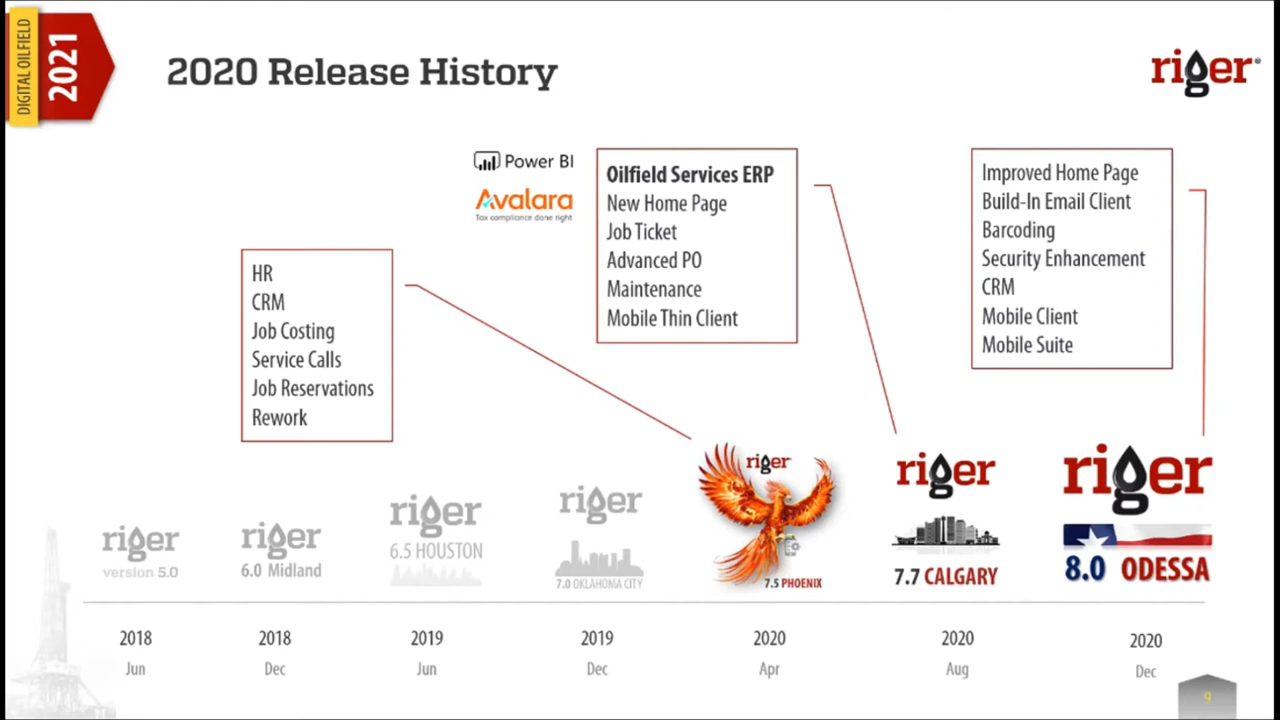 DIGITAL OILFIELD
2021
2020 Release History
riger®
Power BI
Avalara
Tax compliance done right
Oilfield Services ERP
New Home Page
Job Ticket
Advanced PO
Maintenance
Mobile Thin Client
Improved Home Page
Build-In Email Client
Barcoding
Security Enhancement
CRM
Mobile Client
Mobile Suite
HR
CRM
Job Costing
Service Calls
Job Reservations
Rework
riger
version 5.0
riger
6.0 Midland
riger
6.5 HOUSTON
riger
7.0 OKLAHOMA CITY
riger
7.5 PHOENIX
riger
7.7 CALGARY
riger
8.0 ODESSA
2018
Jun
2018
Dec
2019
Jun
2019
Dec
2020
Apr
2020
Aug
2020
Dec
9